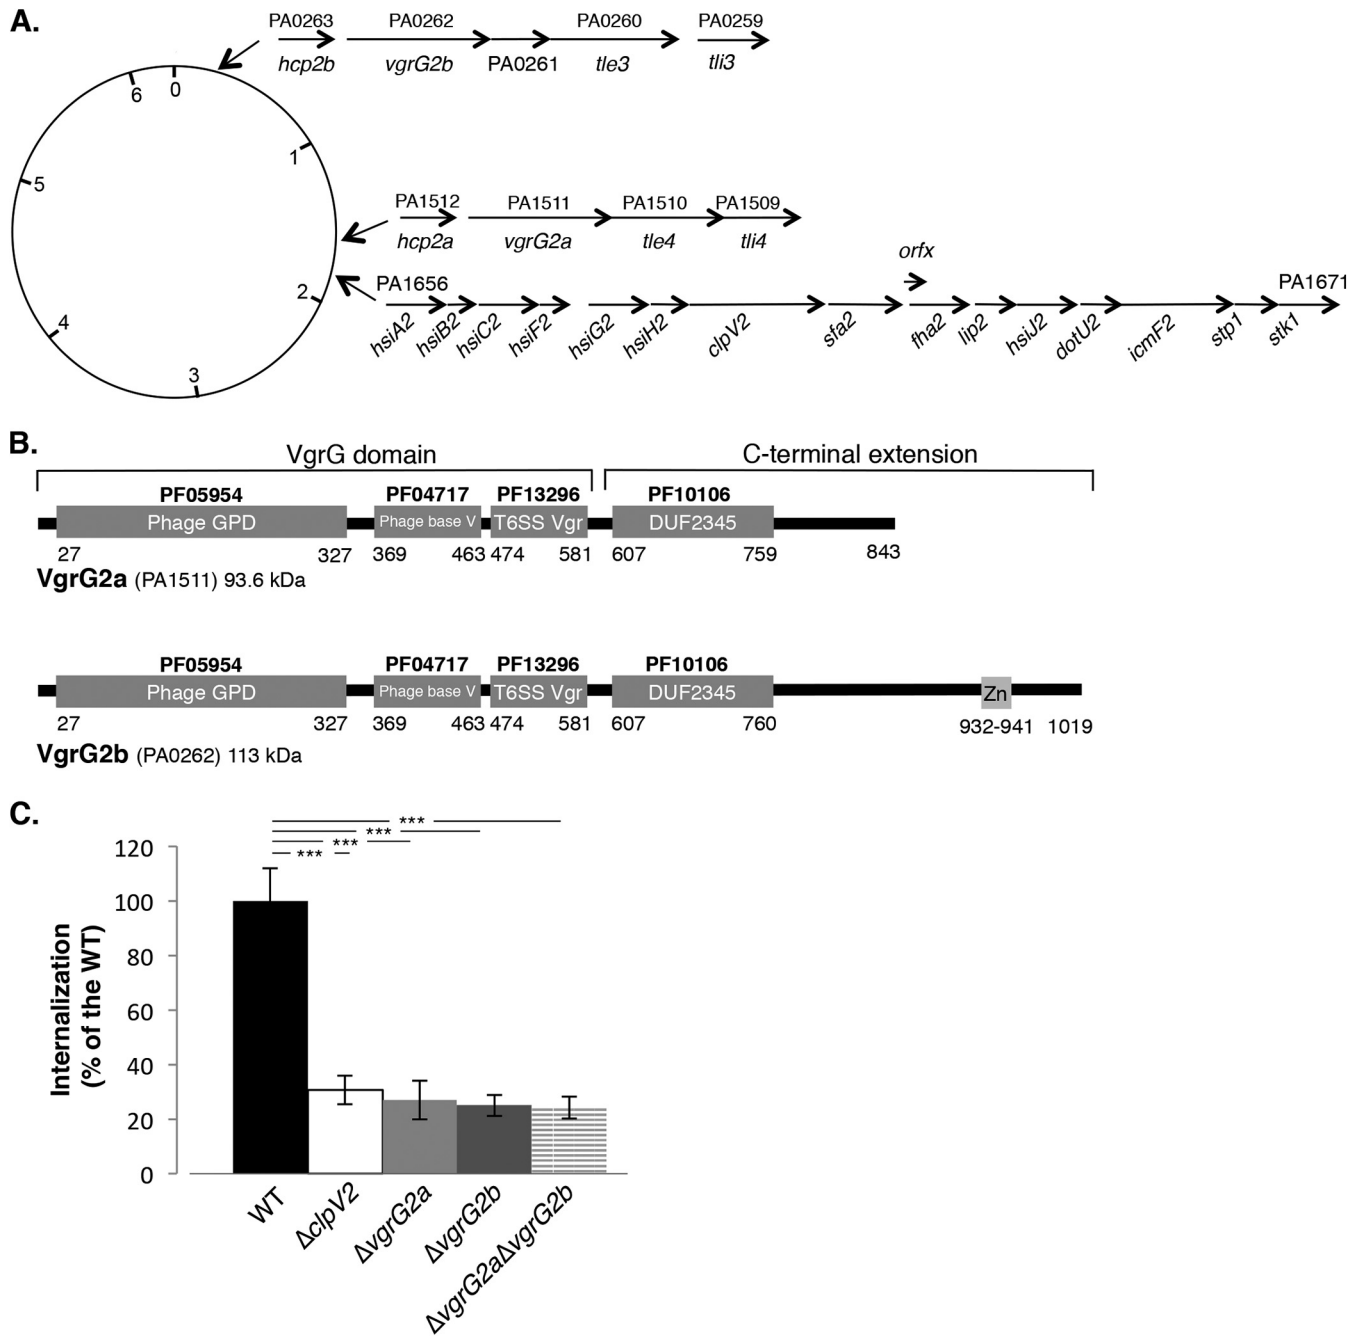 A.
PA0263 PA0262 PA0260 PA0259
hcp2b vgrG2b PA0261 tle3 tli3
0
1
2
3
4
5
6
PA1512 PA1511 PA1510 PA1509
hcp2a vgrG2a tle4 tli4
orfx
PA1656 PA1671
hsiA2 hsiB2 hsiC2 hsiF2 hsiG2 hsiH2 clpV2 sfa2 fha2 lip2 hsiJ2 dotU2 icmF2 stp1 stk1
B.
VgrG domain C-terminal extension
PF05954 PF04717 PF13296 PF10106
Phage GPD Phage base V T6SS Vgr DUF2345
27 327 369 463 474 581 607 759 843
VgrG2a (PA1511) 93.6 kDa
PF05954 PF04717 PF13296 PF10106
Phage GPD Phage base V T6SS Vgr DUF2345 Zn
27 327 369 463 474 581 607 760 932-941 1019
VgrG2b (PA0262) 113 kDa
C.
***
***
***
***
120
100
80
60
40
20
0
Internalization
(% of the WT)
WT
ΔclpV2
ΔvgrG2a
ΔvgrG2b
ΔvgrG2aΔvgrG2b